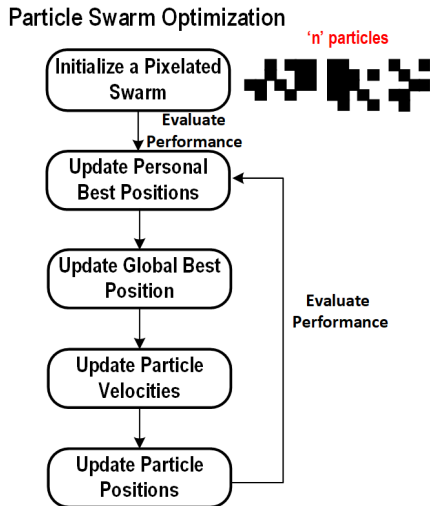 Particle Swarm Optimization
'n' particles
Initialize a Pixelated
Swarm
Evaluate
Performance
Update Personal
Best Positions
Update Global Best
Position
Evaluate
Performance
Update Particle
Velocities
Update Particle
Positions